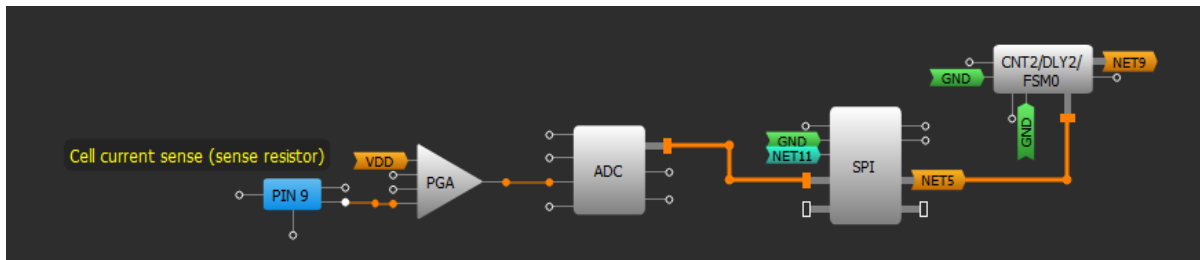 CNT2/DLY2/
FSM0
NET9
GND
GND
GND
NET11
SPI
NET5
Cell current sense (sense resistor)
VDD
PGA
ADC
PIN 9